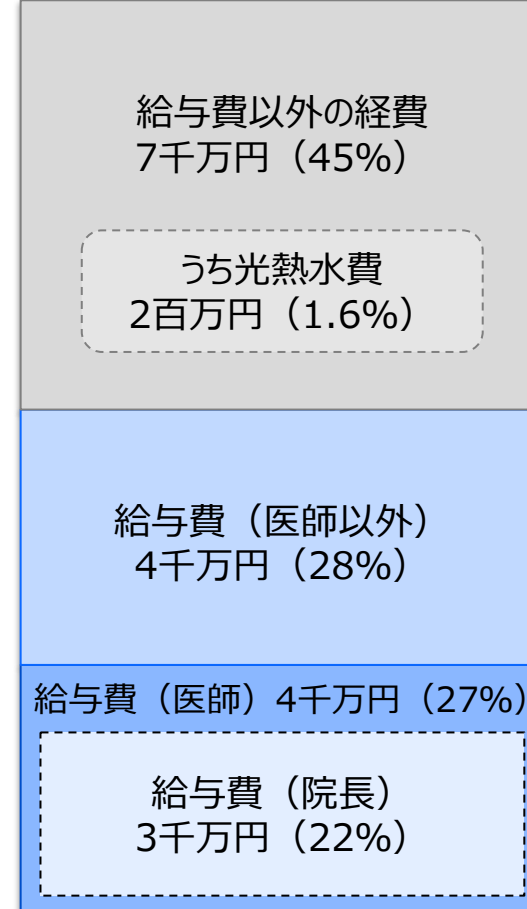 給与費以外の経費
7千万円（45%）
うち光熱水費
2百万円（1.6%）
給与費（医師以外）
4千万円（28%）
給与費（医師）4千万円（27%）
給与費（院長）
3千万円（22%）